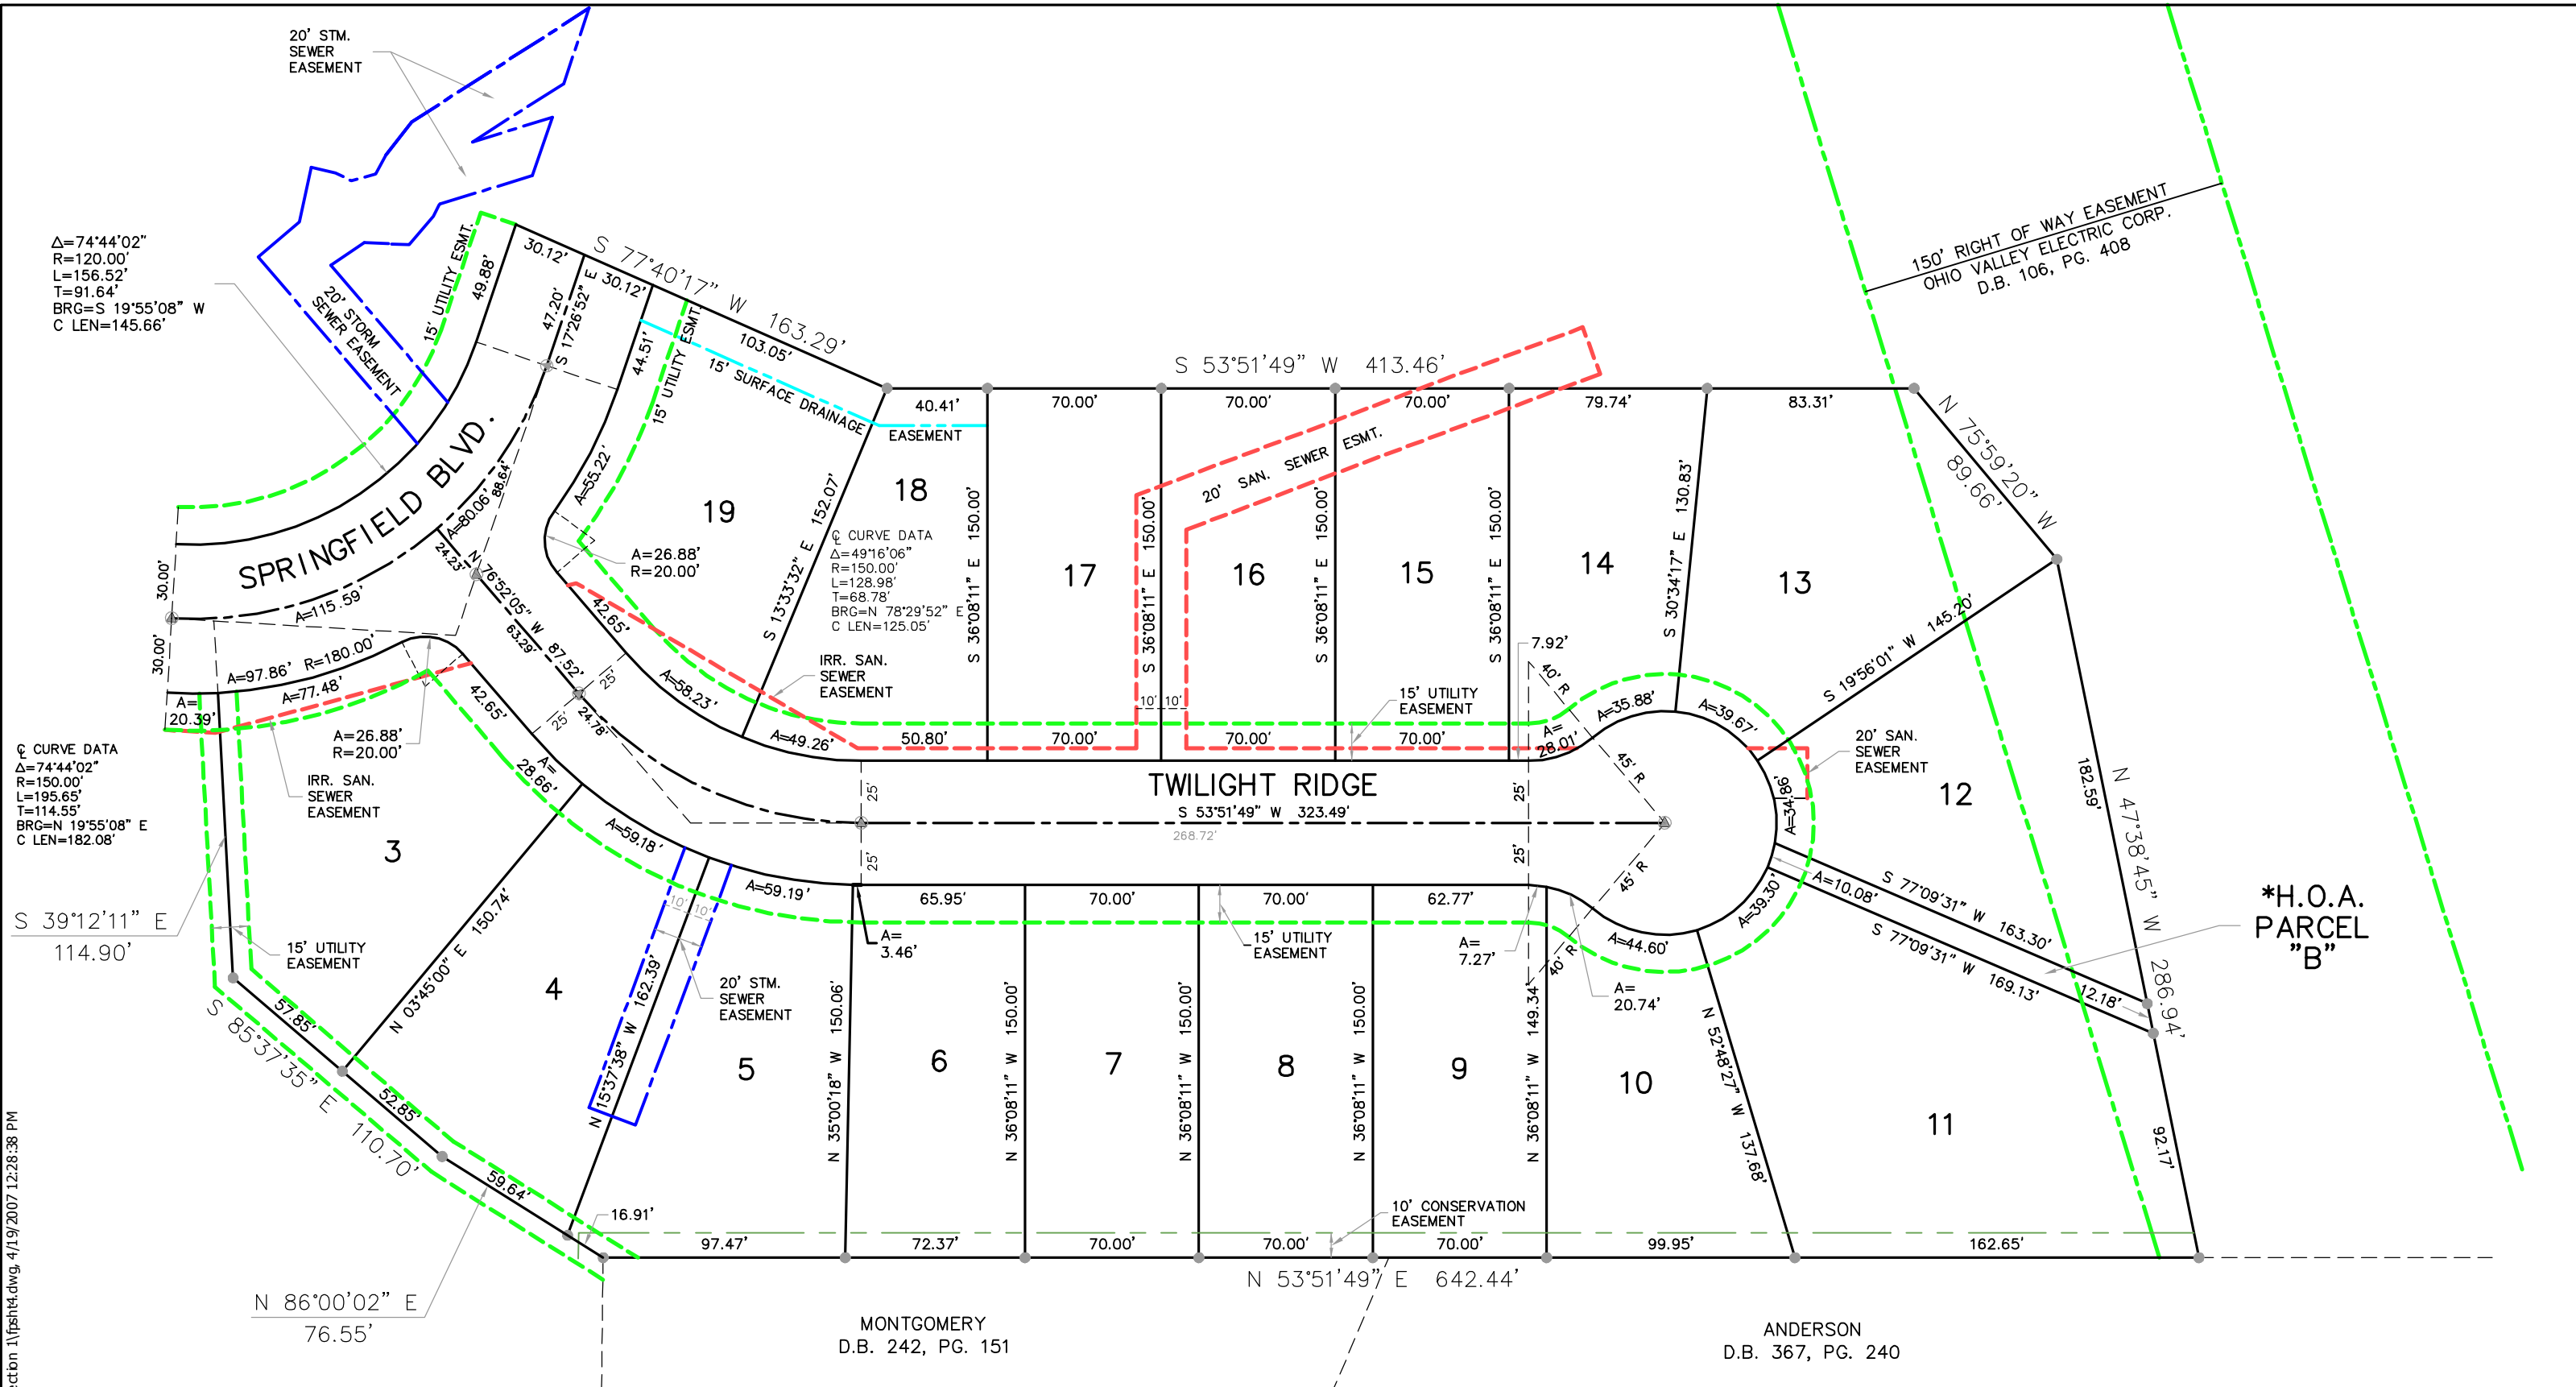 20' STM.
SEWER
EASEMENT
Δ=74°44'02"
R=120.00'
L=156.52'
T=91.64'
BRG=S 19°55'08" W
C LEN=145.66'
15' UTILITY ESMT.
20' STORM
SEWER EASEMENT
49.88'
30.12'
47.20'
S 17°26'52" E
30.12'
S 77°40'17" W 163.29'
44.51'
15' UTILITY ESMT.
103.05'
15' SURFACE DRAINAGE
EASEMENT
150' RIGHT OF WAY EASEMENT
OHIO VALLEY ELECTRIC CORP.
D.B. 106, PG. 408
S 53°51'49" W 413.46'
40.41'
70.00'
70.00'
70.00'
79.74'
83.31'
N 75°59'20" W
89.66'
SPRINGFIELD BLVD.
30.00'
30.00'
A=115.59'
A=80.06'
88.64'
24.23'
N 76°52'05" W 87.52'
63.29'
24.78'
25'
25'
A=55.22'
A=26.88'
R=20.00'
42.65'
A=58.23'
19
S 13°33'32" E 152.07'
18
℄ CURVE DATA
Δ=49°16'06"
R=150.00'
L=128.98'
T=68.78'
BRG=N 78°29'52" E
C LEN=125.05'
IRR. SAN.
SEWER
EASEMENT
S 36°08'11" E 150.00'
17
S 36°08'11" E 150.00'
10' 10'
20' SAN. SEWER ESMT.
16
S 36°08'11" E 150.00'
15
S 36°08'11" E 150.00'
15' UTILITY
EASEMENT
14
S 30°34'17" E 130.83'
13
S 19°56'01" W 145.20'
7.92'
40' R
A=35.88'
A=
28.01'
A=39.67'
45' R
20' SAN.
SEWER
EASEMENT
12
182.59'
N 47°38'45" W 286.94'
A=34.86'
A=49.26'
50.80'
70.00'
70.00'
70.00'
TWILIGHT RIDGE
S 53°51'49" W 323.49'
268.72'
25'
25'
25'
25'
45' R
40' R
A=97.86' R=180.00'
A=77.48'
A=
20.39'
A=26.88'
R=20.00'
42.65'
A=
28.66'
℄ CURVE DATA
Δ=74°44'02"
R=150.00'
L=195.65'
T=114.55'
BRG=N 19°55'08" E
C LEN=182.08'
IRR. SAN.
SEWER
EASEMENT
3
A=59.18'
A=59.19'
65.95'
70.00'
70.00'
62.77'
A=
3.46'
15' UTILITY
EASEMENT
A=
7.27'
A=44.60'
A=
20.74'
A=39.30'
A=10.08'
S 77°09'31" W 163.30'
S 77°09'31" W 169.13'
12.18'
*H.O.A.
PARCEL
"B"
S 39°12'11" E
114.90'
15' UTILITY
EASEMENT
57.85'
S 85°37'35" E 110.70'
52.85'
N 03°45'00" E 150.74'
4
10' 10'
N 15°37'38" W 162.39'
20' STM.
SEWER
EASEMENT
5
N 35°00'18" W 150.06'
6
N 36°08'11" W 150.00'
7
N 36°08'11" W 150.00'
8
N 36°08'11" W 150.00'
9
N 36°08'11" W 149.34'
10
N 52°48'27" W 137.68'
11
92.17'
59.64'
16.91'
10' CONSERVATION
EASEMENT
97.47'
72.37'
70.00'
70.00'
70.00'
99.95'
162.65'
N 53°51'49" E 642.44'
N 86°00'02" E
76.55'
MONTGOMERY
D.B. 242, PG. 151
ANDERSON
D.B. 367, PG. 240
ection 1\fpsht4.dwg, 4/19/2007 12:28:38 PM